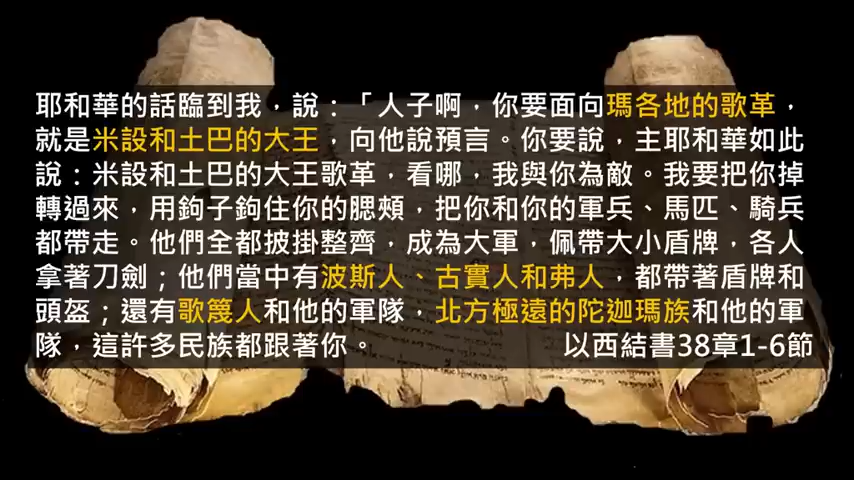 耶和華的話臨到我，說：「人子啊，你要面向瑪各地的歌革，
就是米設和土巴的大王，向他說預言。你要說，主耶和華如此
說：米設和土巴的大王歌革，看哪，我與你為敵。我要把你掉
轉過來，用鉤子鉤住你的腮頰，把你和你的軍兵、馬匹、騎兵
都帶走。他們全都披掛整齊，成為大軍，佩帶大小盾牌，各人
拿著刀劍；他們當中有波斯人、古實人和弗人，都帶著盾牌和
頭盔；還有歌篾人和他的軍隊，北方極遠的陀迦瑪族和他的軍
隊，這許多民族都跟著你。 以西結書38章1-6節